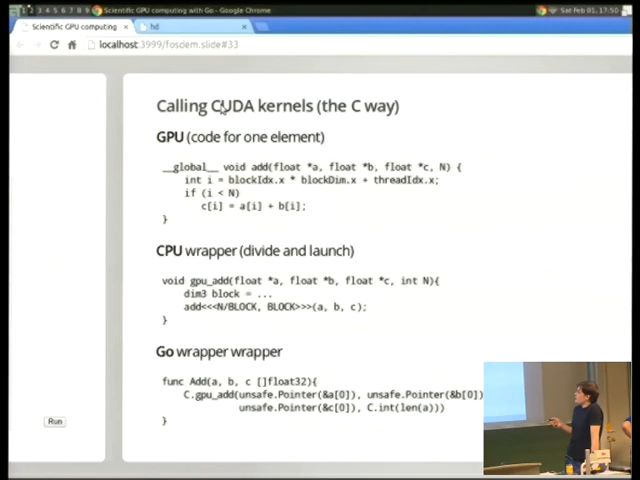 Scientific GPU computing with Go - Google Chrome
Sat Feb 01, 17:50
Scientific GPU computing
hd
localhost:3999/fosdem.slide#33
Calling CUDA kernels (the C way)
GPU (code for one element)
__global__ void add(float *a, float *b, float *c, N) {
int i = blockIdx.x * blockDim.x + threadIdx.x;
if (i < N)
c[i] = a[i] + b[i];
}
CPU wrapper (divide and launch)
void gpu_add(float *a, float *b, float *c, int N){
dim3 block = ...
add<<<N/BLOCK, BLOCK>>>(a, b, c);
}
Go wrapper wrapper
func Add(a, b, c []float32){
C.gpu_add(unsafe.Pointer(&a[0]), unsafe.Pointer(&b[0])
unsafe.Pointer(&c[0]), C.int(len(a)))
}
Run